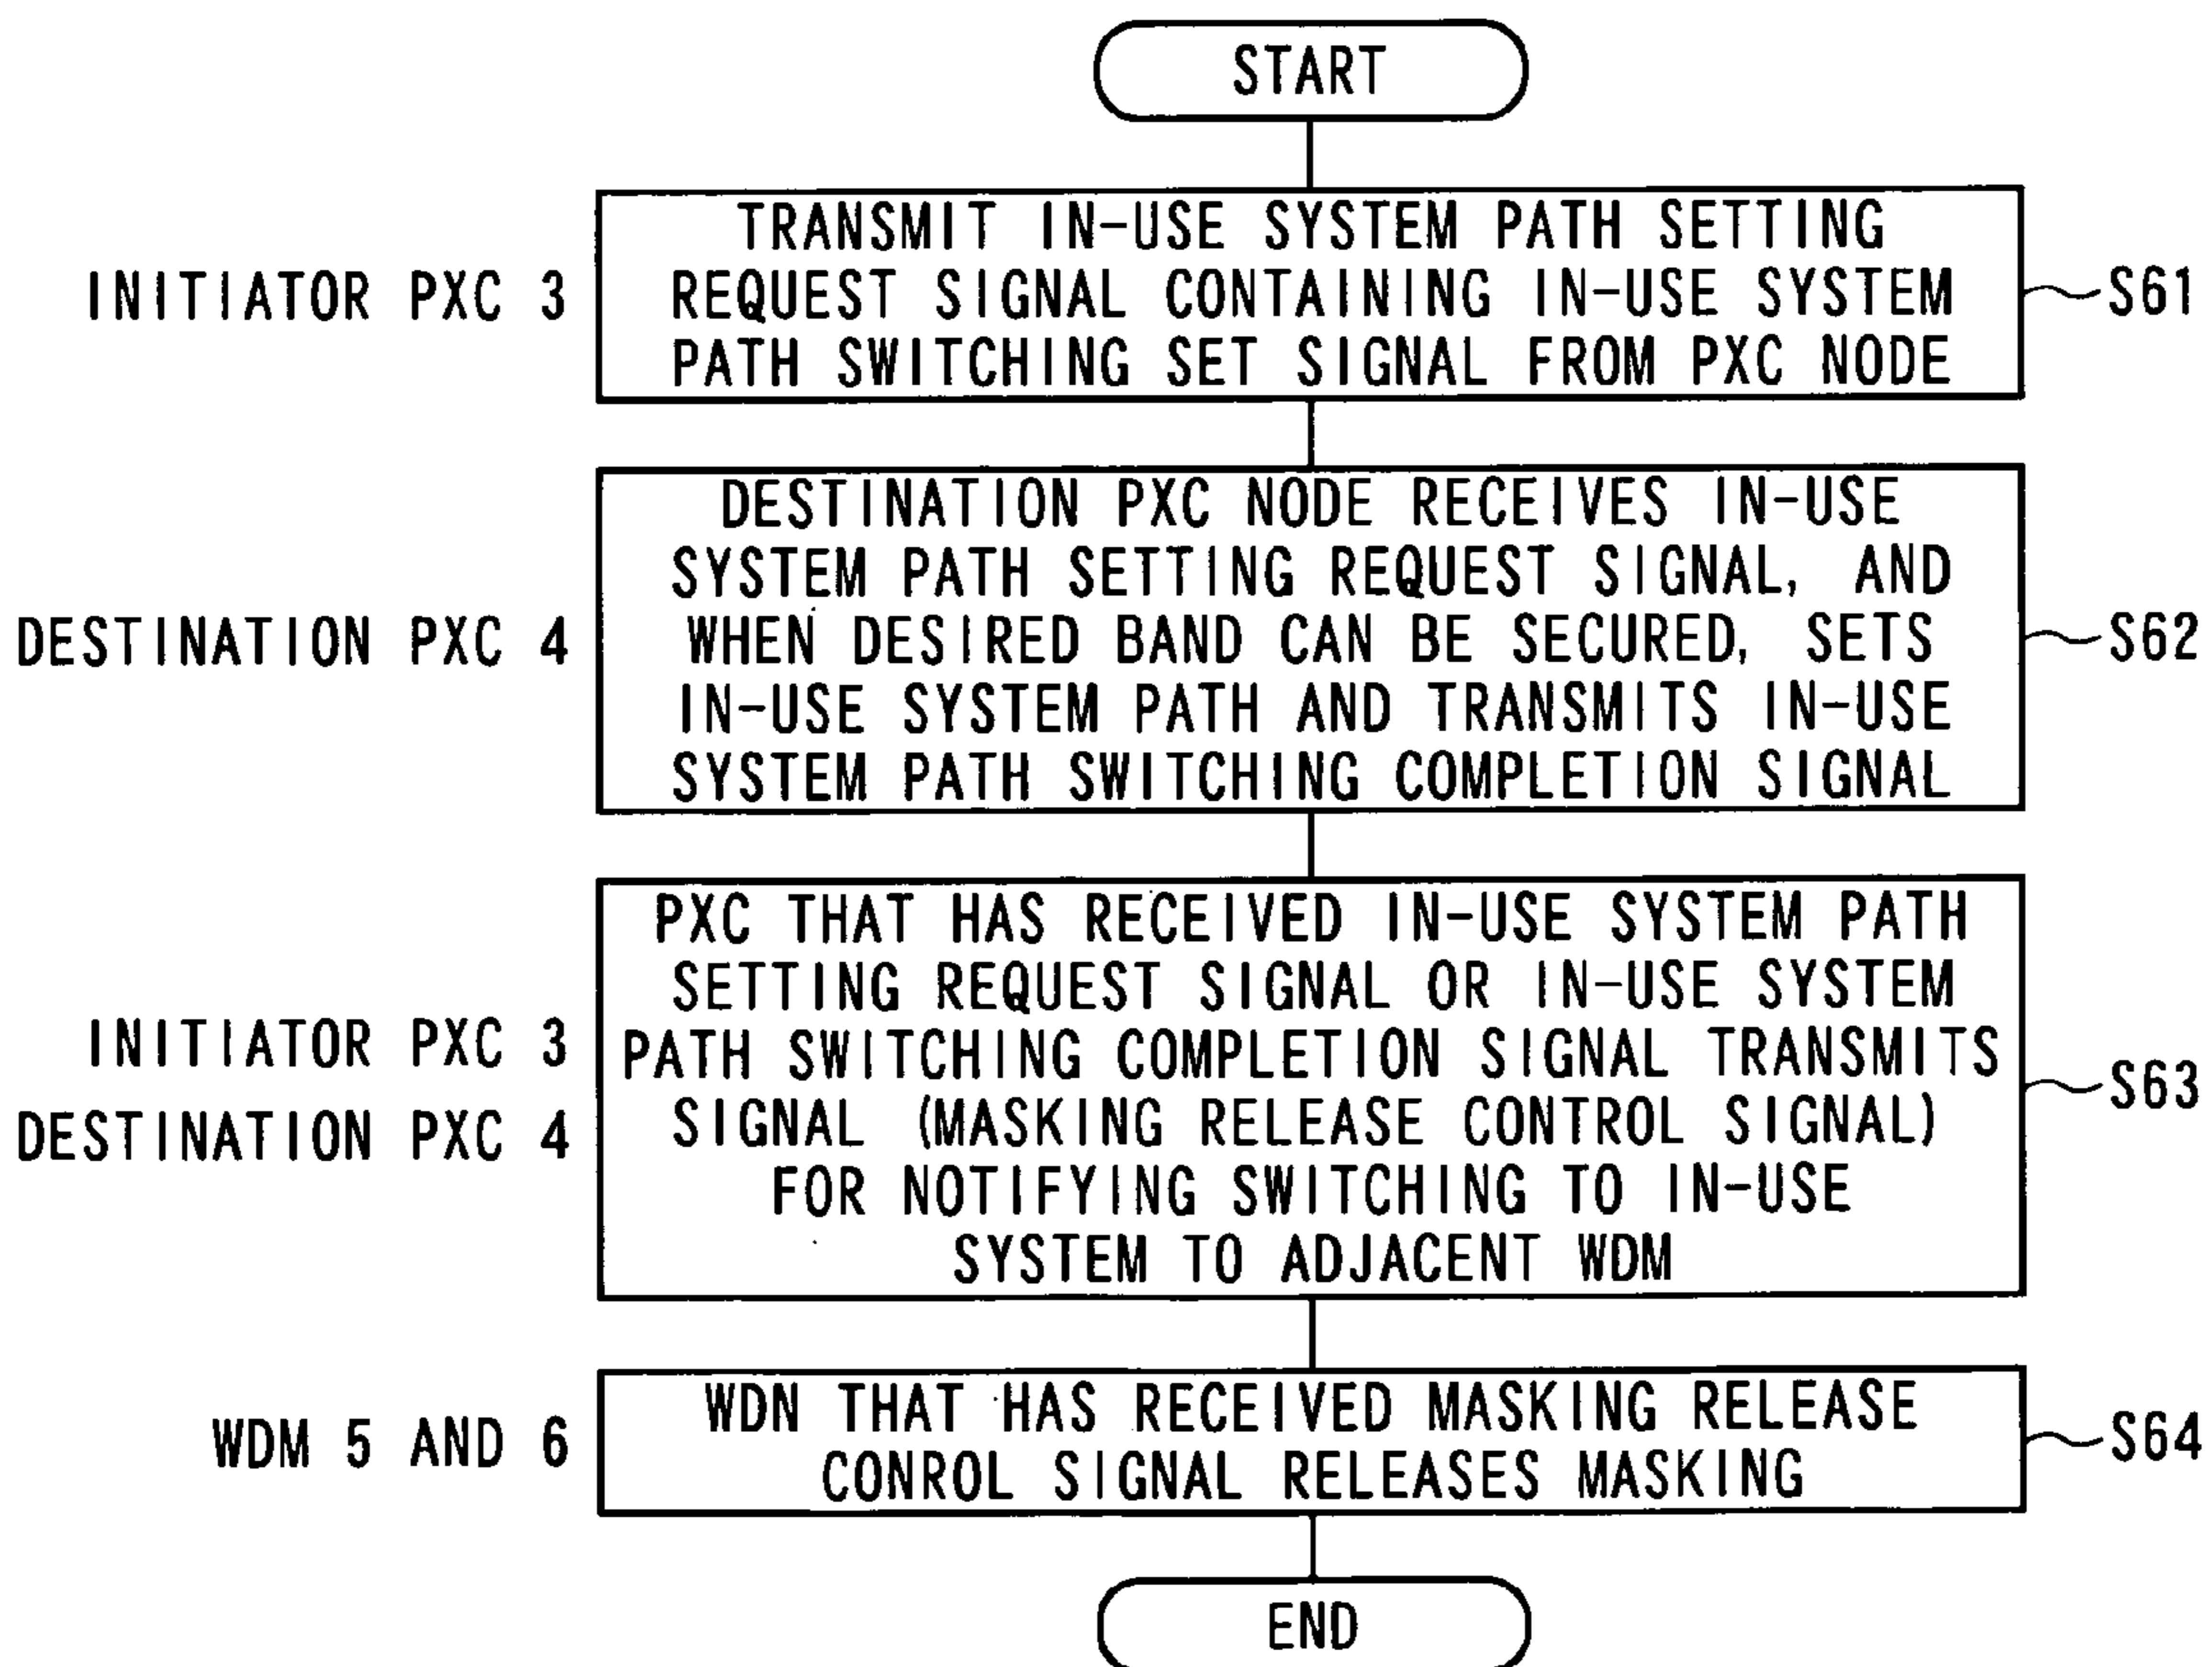 START
INITIATOR PXC 3
TRANSMIT IN-USE SYSTEM PATH SETTING
REQUEST SIGNAL CONTAINING IN-USE SYSTEM
PATH SWITCHING SET SIGNAL FROM PXC NODE
S61
DESTINATION PXC 4
DESTINATION PXC NODE RECEIVES IN-USE
SYSTEM PATH SETTING REQUEST SIGNAL, AND
WHEN DESIRED BAND CAN BE SECURED, SETS
IN-USE SYSTEM PATH AND TRANSMITS IN-USE
SYSTEM PATH SWITCHING COMPLETION SIGNAL
S62
INITIATOR PXC 3
DESTINATION PXC 4
PXC THAT HAS RECEIVED IN-USE SYSTEM PATH
SETTING REQUEST SIGNAL OR IN-USE SYSTEM
PATH SWITCHING COMPLETION SIGNAL TRANSMITS
SIGNAL (MASKING RELEASE CONTROL SIGNAL)
FOR NOTIFYING SWITCHING TO IN-USE
SYSTEM TO ADJACENT WDM
S63
WDM 5 AND 6
WDN THAT HAS RECEIVED MASKING RELEASE
CONROL SIGNAL RELEASES MASKING
S64
END